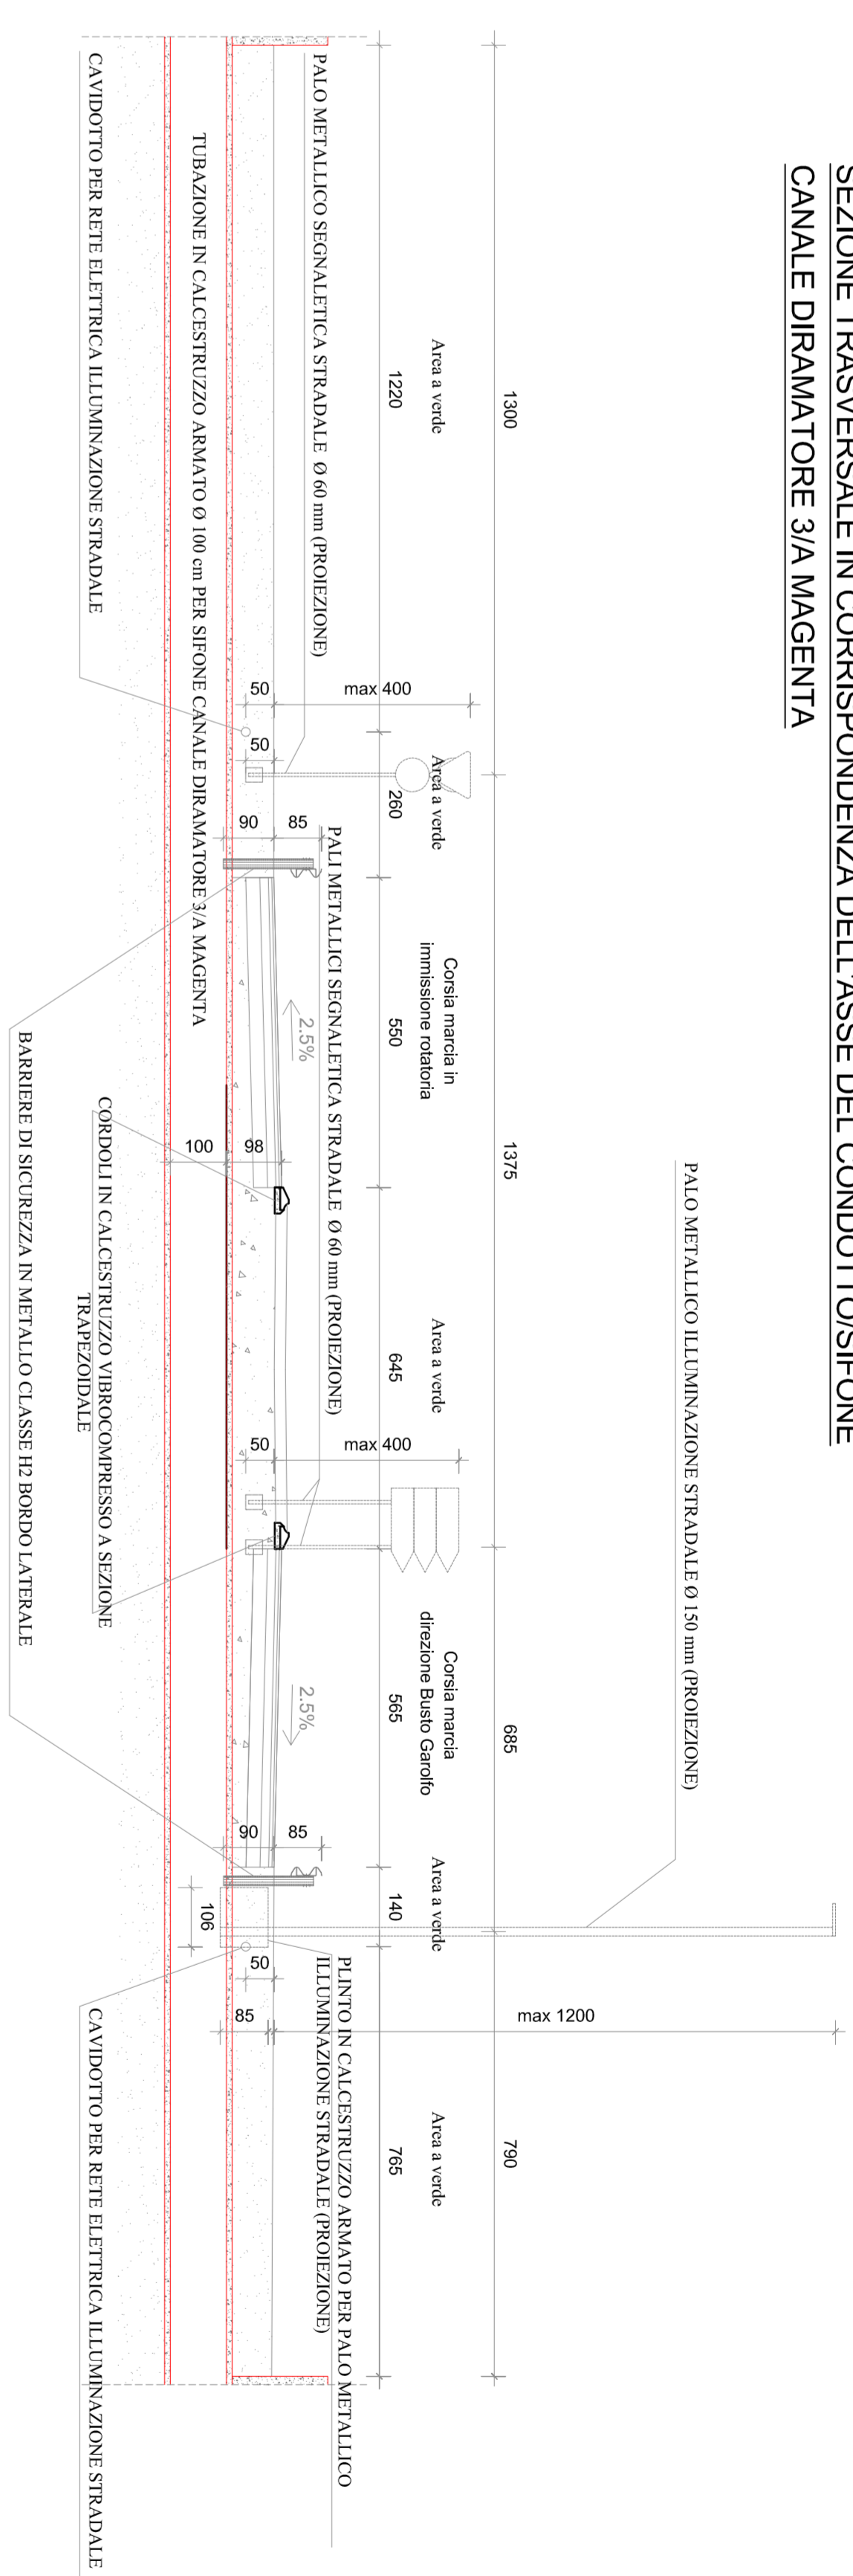 SEZIONE TRASVERSALE IN CORRISPONDENZA DELL'ASSE DEL CONDOTTO/SIFONE
CANALE DIRAMATORE 3/A MAGENTA
PALO METALLICO ILLUMINAZIONE STRADALE Ø 150 mm (PROIEZIONE)
1300
1375
685
790
max 1200
Area a verde
Area a verde
Corsia marcia in
immissione rotatoria
Area a verde
Corsia marcia
direzione Busto Garolfo
Area a verde
Area a verde
1220
260
550
645
565
140
765
max 400
max 400
PALO METALLICO SEGNALETICA STRADALE Ø 60 mm (PROIEZIONE)
PALI METALLICI SEGNALETICA STRADALE Ø 60 mm (PROIEZIONE)
PLINTO IN CALCESTRUZZO ARMATO PER PALO METALLICO
ILLUMINAZIONE STRADALE (PROIEZIONE)
85
2.5%
2.5%
85
50
50
90
98
50
90
50
85
100
106
TUBAZIONE IN CALCESTRUZZO ARMATO Ø 100 cm PER SIFONE CANALE DIRAMATORE 3/A MAGENTA
CAVIDOTTO PER RETE ELETTRICA ILLUMINAZIONE STRADALE
CORDOLI IN CALCESTRUZZO VIBROCOMPRESSO A SEZIONE
TRAPEZOIDALE
CAVIDOTTO PER RETE ELETTRICA ILLUMINAZIONE STRADALE
BARRIERE DI SICUREZZA IN METALLO CLASSE H2 BORDO LATERALE